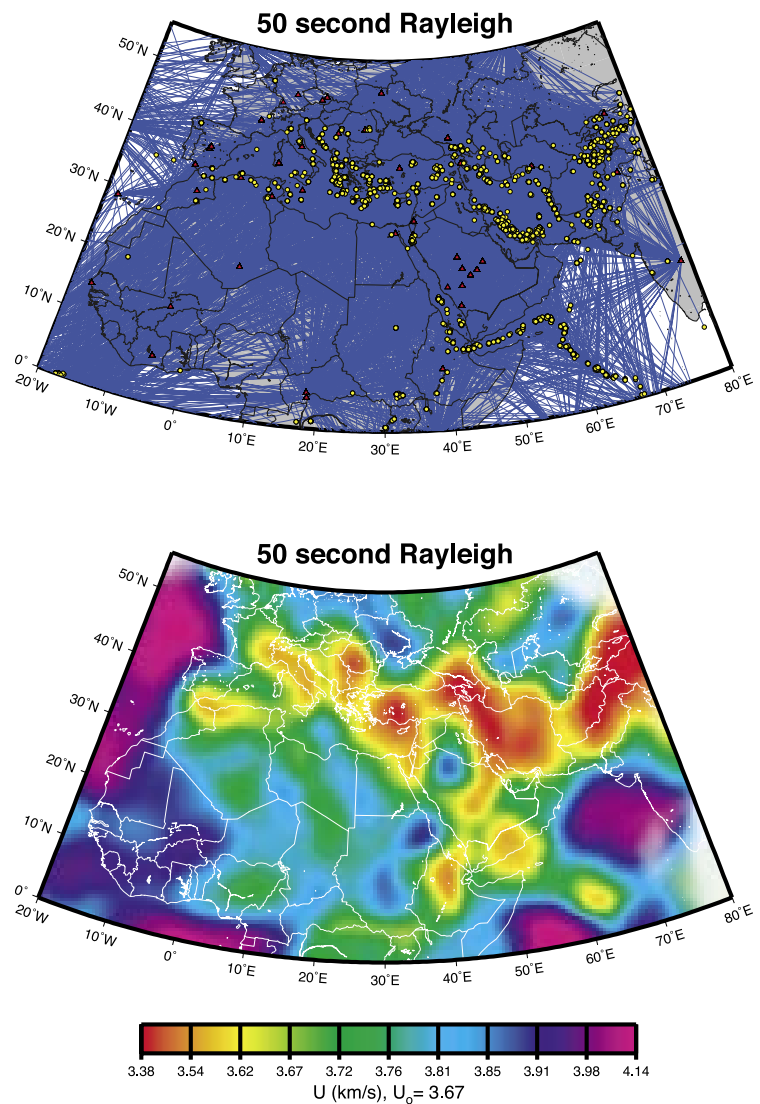 50 second Rayleigh
50˚N
40˚N
30˚N
20˚N
10˚N
0˚
20˚W
10˚W
0˚
10˚E
20˚E
30˚E
40˚E
50˚E
60˚E
70˚E
80˚E
50 second Rayleigh
50˚N
40˚N
30˚N
20˚N
10˚N
0˚
20˚W
10˚W
0˚
10˚E
20˚E
30˚E
40˚E
50˚E
60˚E
70˚E
80˚E
3.38 3.54 3.62 3.67 3.72 3.76 3.81 3.85 3.91 3.98 4.14
U (km/s), Uo= 3.67